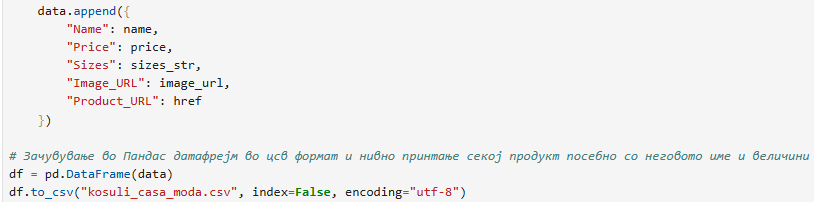 data.append({
"Name": name,
"Price": price,
"Sizes": sizes_str,
"Image_URL": image_url,
"Product_URL": href
})
# Зачувување во Пандас датафрејм во цсв формат и нивно принтање секој продукт посебно со неговото име и величини
df = pd.DataFrame(data)
df.to_csv("kosuli_casa_moda.csv", index=False, encoding="utf-8")